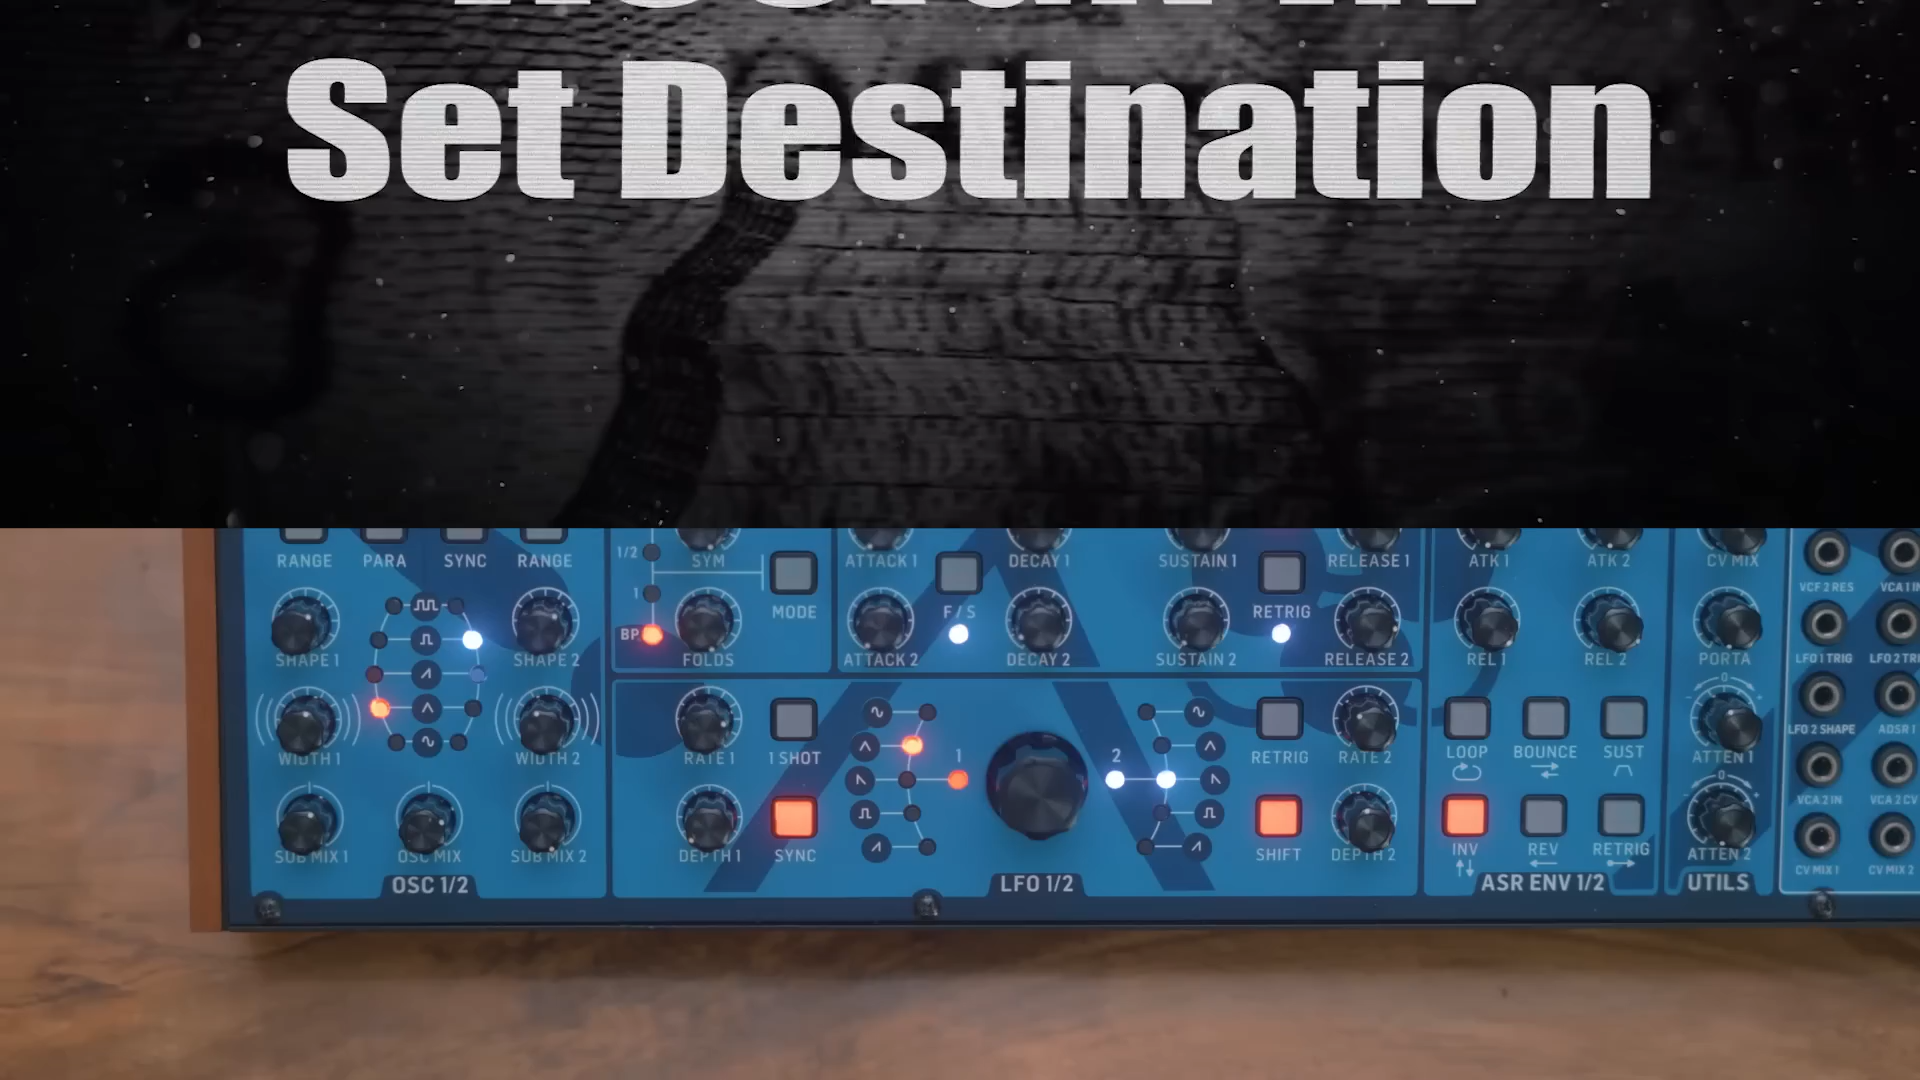 Set Destination
RANGE PARA SYNC RANGE
1/2 SYM
ATTACK 1 DECAY 1 SUSTAIN 1 RELEASE 1
ATK 1 ATK 2
CV MIX
VCF 2 RES
1 MODE F/S RETRIG
SHAPE 1 SHAPE 2
BP FOLDS
ATTACK 2 DECAY 2 SUSTAIN 2 RELEASE 2
REL 1 REL 2
PORTA
LFO 1 TRIG
WIDTH 1 WIDTH 2
RATE 1 1 SHOT 1 2 RETRIG RATE 2
LOOP BOUNCE SUST
0
ATTEN 1
LFO 2 SHAPE ADSR 1
VCA 2 IN VCA 2 CV
SUB MIX 1 OSC MIX SUB MIX 2
DEPTH 1 SYNC SHIFT DEPTH 2
INV REV RETRIG
0
ATTEN 2
CV MIX 1 CV MIX 2
OSC 1/2 LFO 1/2 ASR ENV 1/2 UTILS